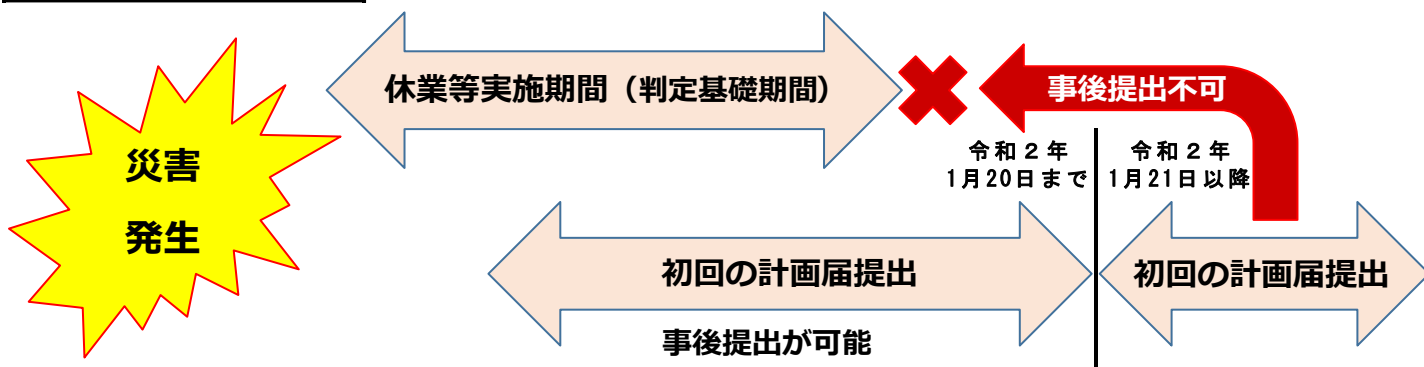 休業等実施期間（判定基礎期間）
事後提出不可
災害
発生
令和２年
1月20日まで
令和２年
1月21日以降
初回の計画届提出
初回の計画届提出
事後提出が可能